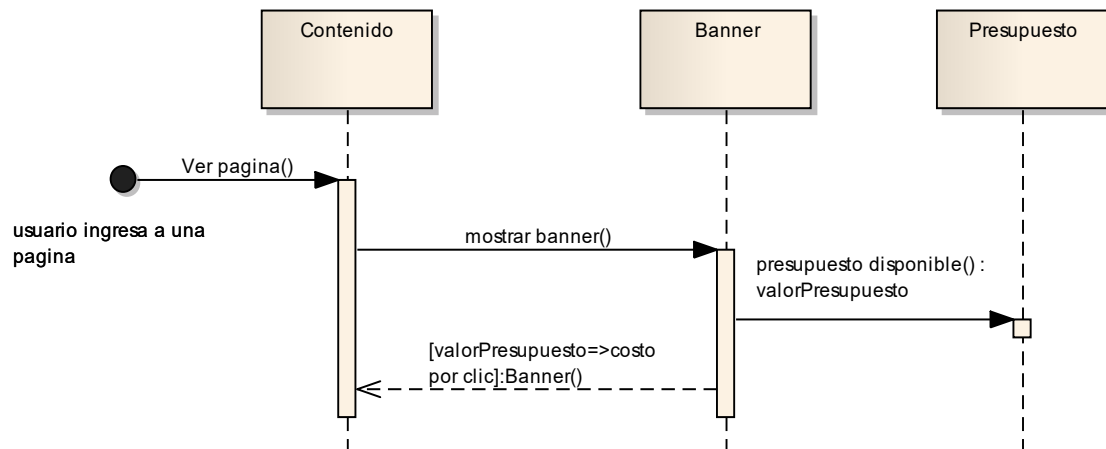 Contenido
Banner
Presupuesto
Ver pagina()
usuario ingresa a una
pagina
mostrar banner()
presupuesto disponible() :
valorPresupuesto
[valorPresupuesto=>costo
por clic]:Banner()